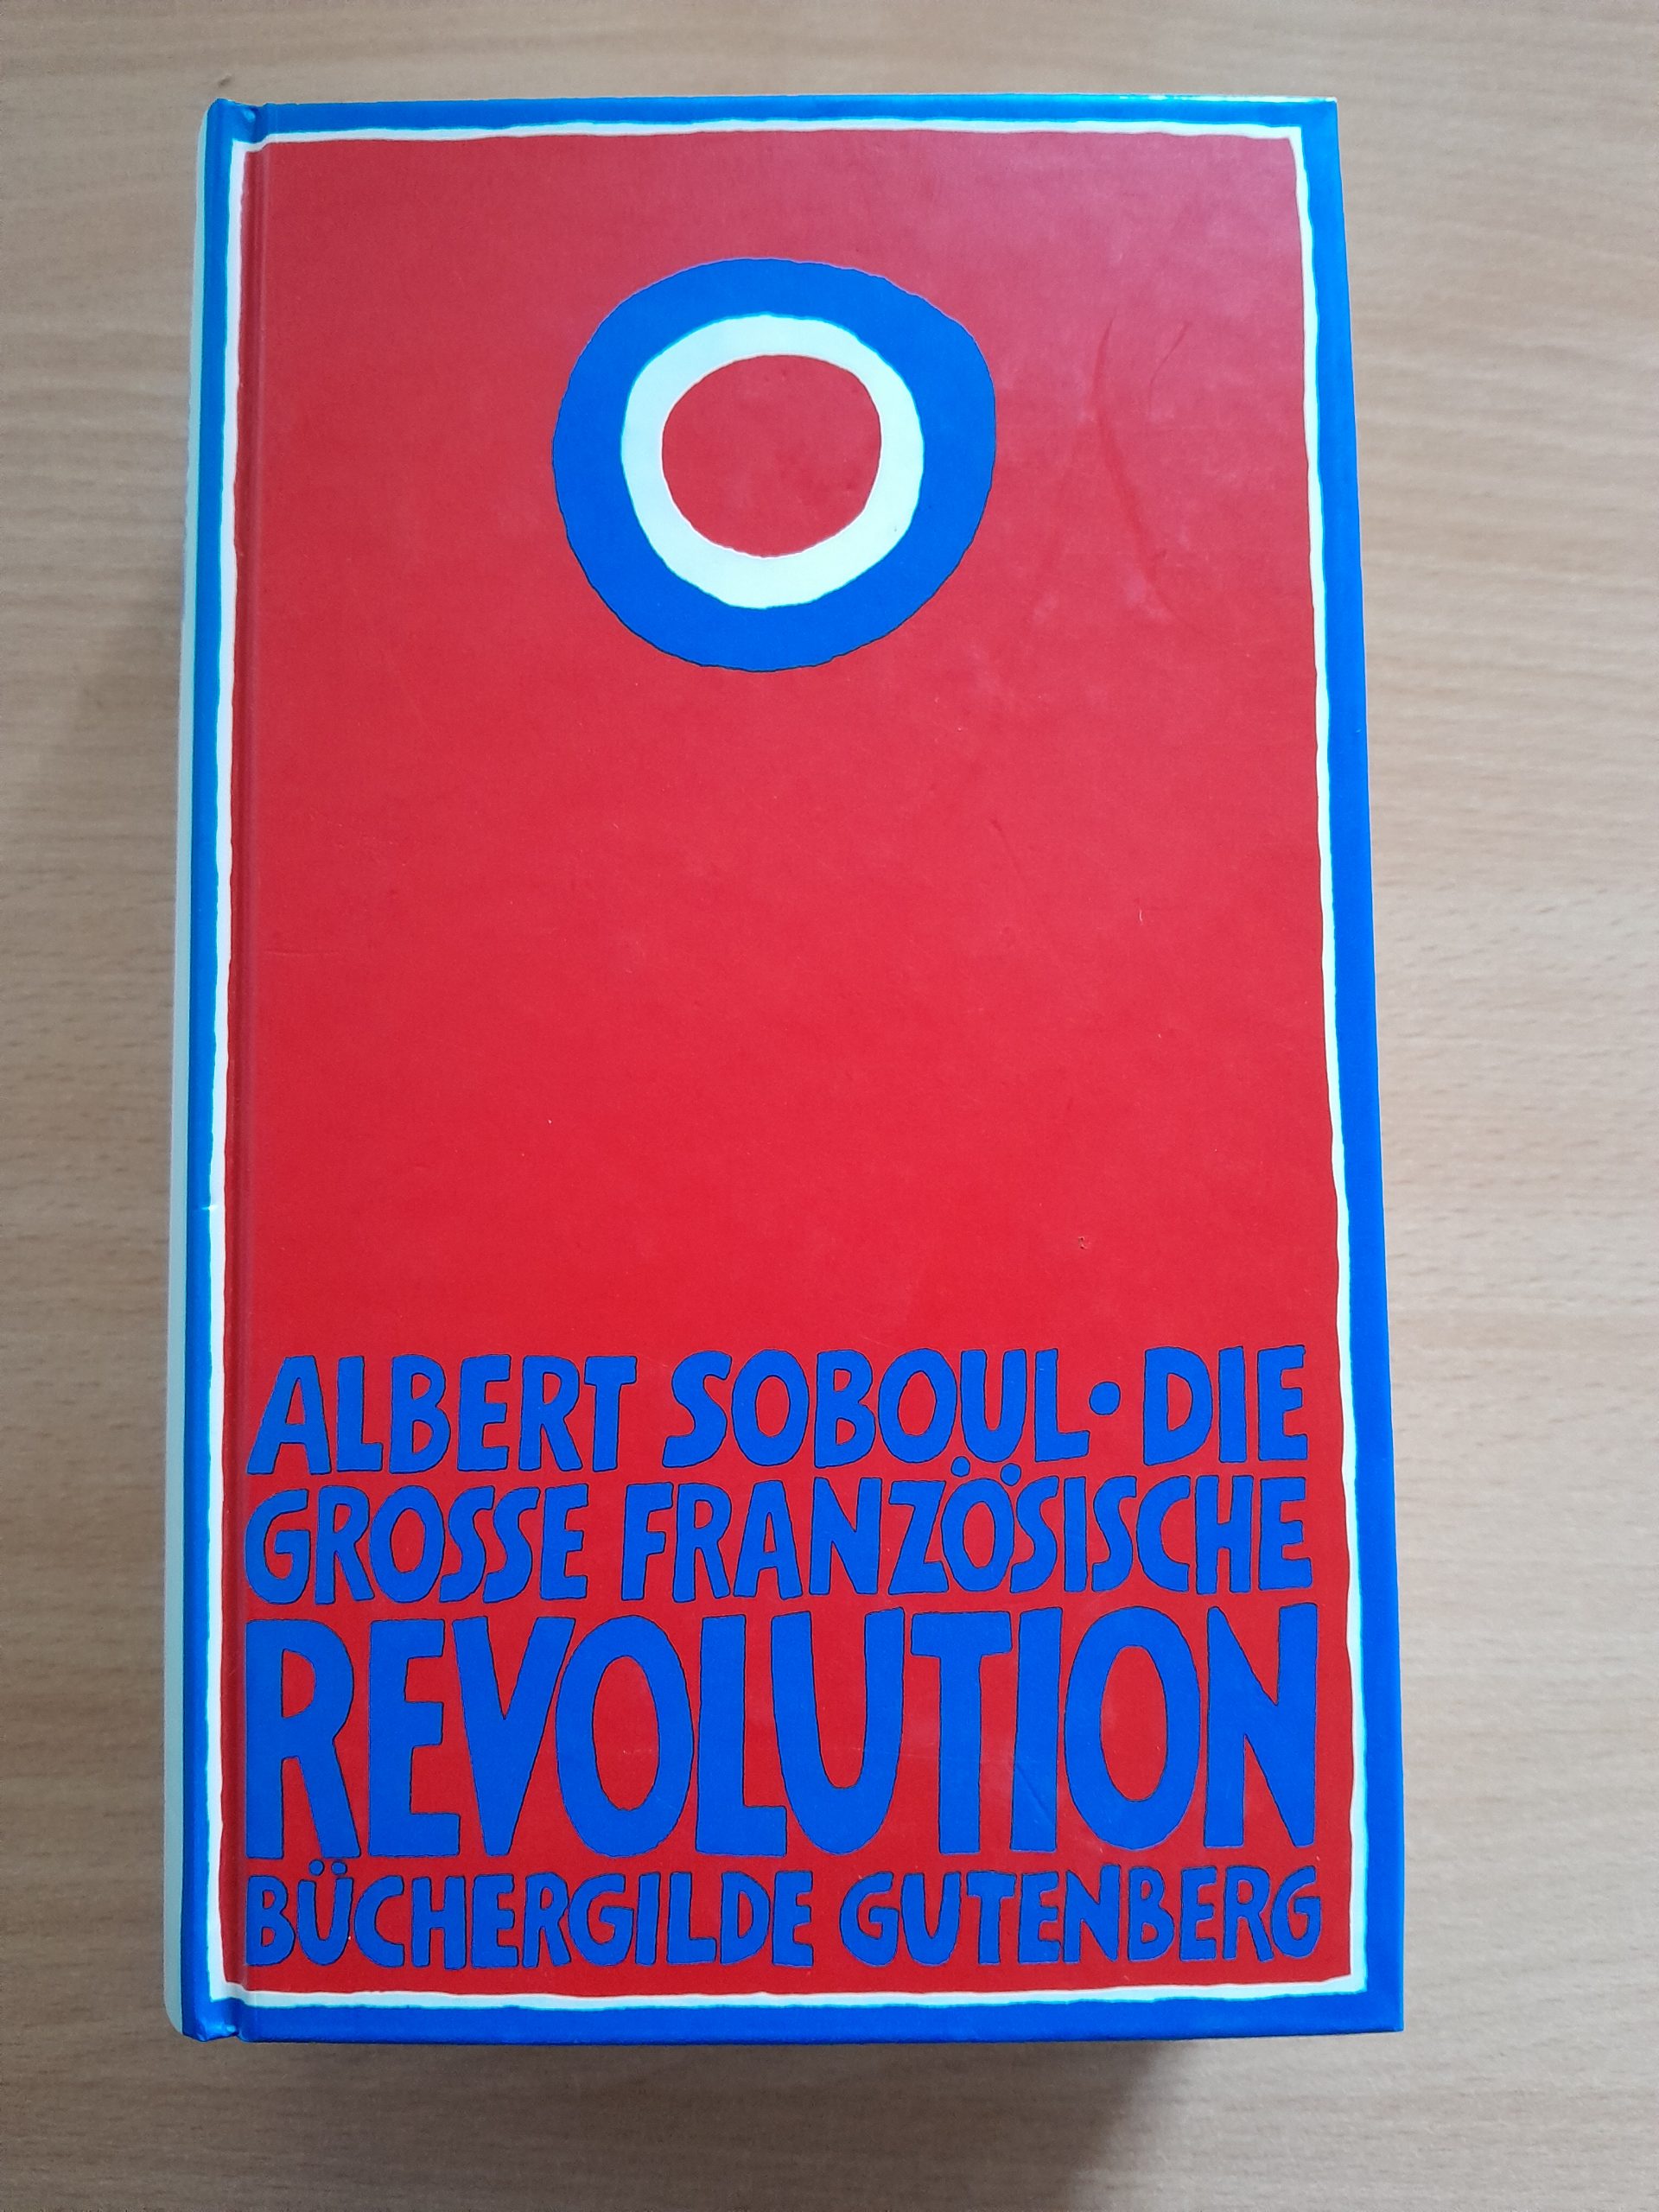 ALBERT SOBOUL · DIE
GROSSE FRANZÖSISCHE
REVOLUTION
BÜCHERGILDE GUTENBERG